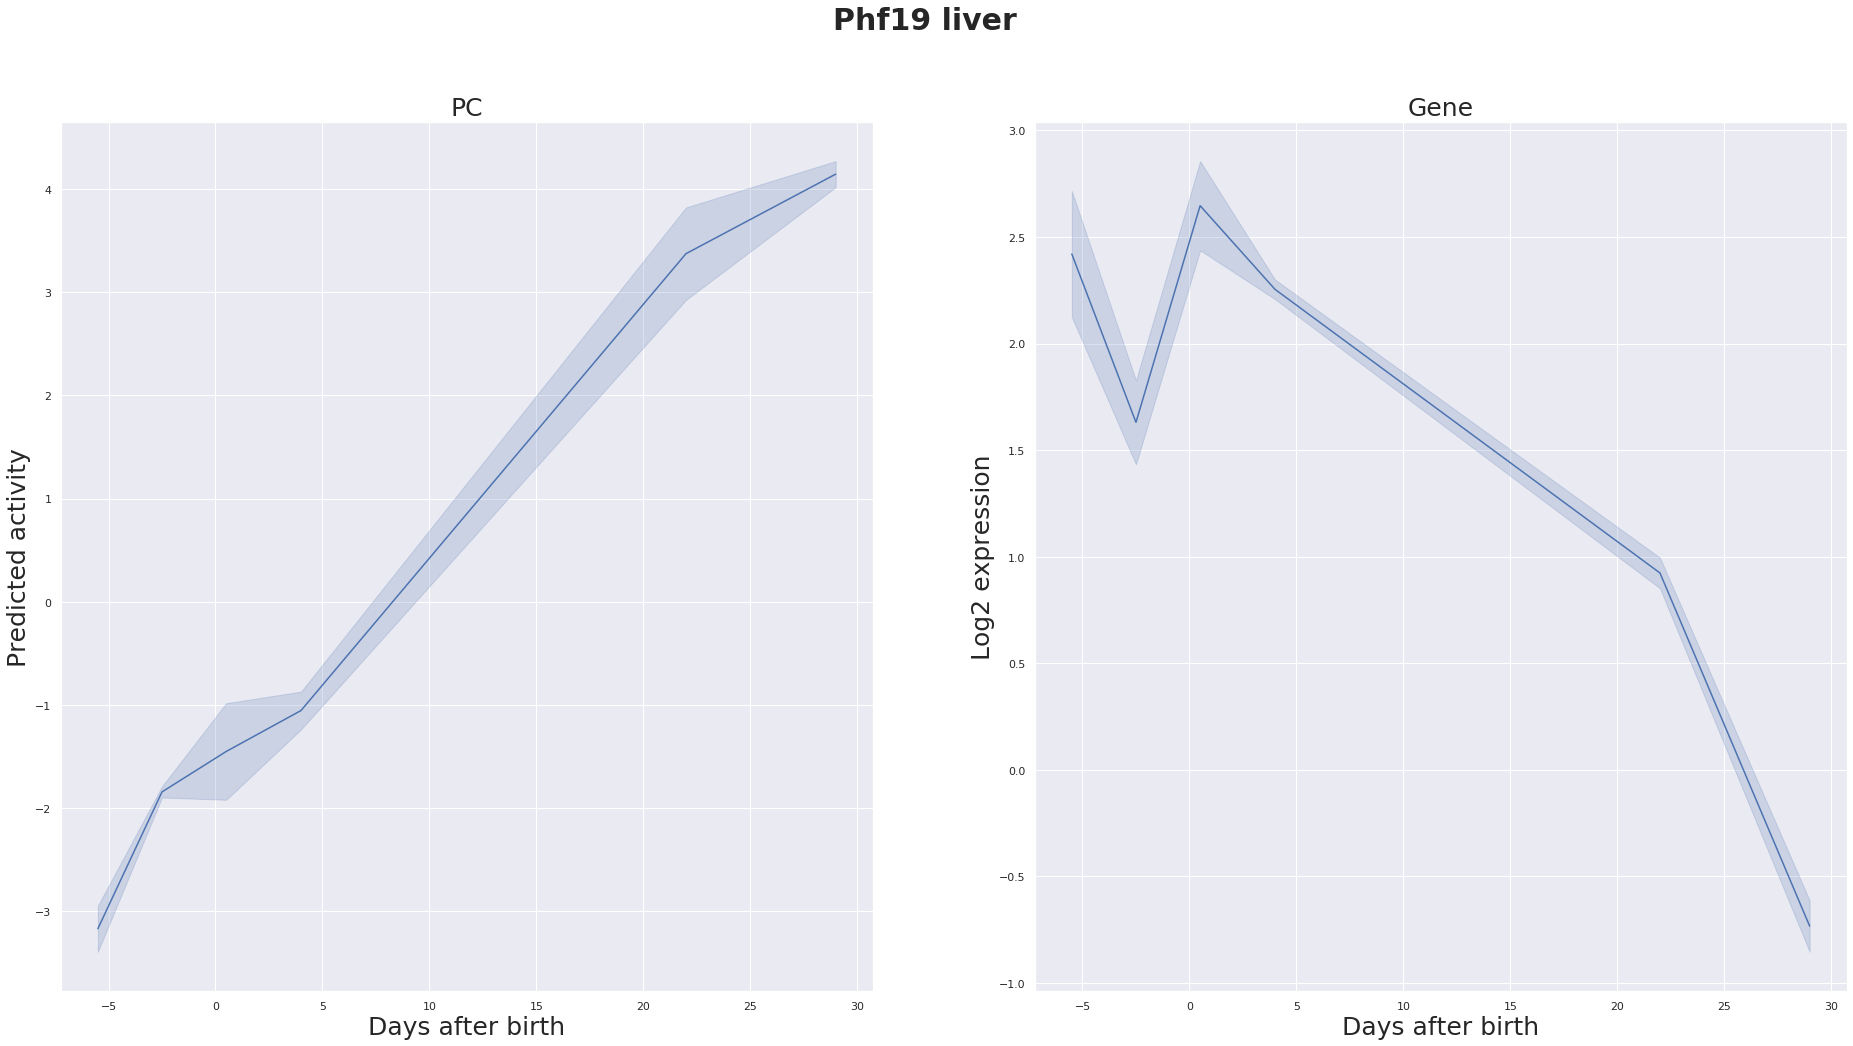 Phf19 liver
PC
Predicted activity
4
3
2
1
0
−1
−2
−3
−5 0 5 10 15 20 25 30
Days after birth
Gene
Log2 expression
3.0
2.5
2.0
1.5
1.0
0.5
0.0
−0.5
−1.0
−5 0 5 10 15 20 25 30
Days after birth